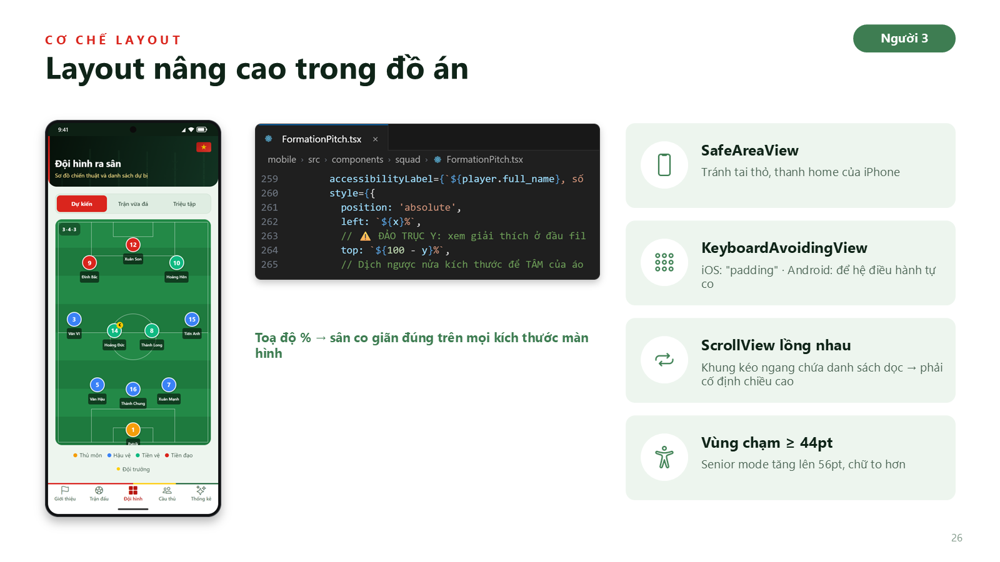 CƠ CHẾ LAYOUT
Layout nâng cao trong đồ án
Người 3
9:41
Đội hình ra sân
Sơ đồ chiến thuật và danh sách dự bị
Dự kiến
Trận vừa đá
Triệu tập
3-4-3
12
Xuân Son
9
Đình Bắc
10
Hoàng Hên
3
Văn Vĩ
14
C
Hoàng Đức
8
Thành Long
15
Tiến Anh
5
Văn Hậu
16
Thành Chung
7
Xuân Mạnh
1
Patrik
Thủ môn
Hậu vệ
Tiền vệ
Tiền đạo
Đội trưởng
Giới thiệu
Trận đấu
Đội hình
Cầu thủ
Thống kê
FormationPitch.tsx ×
mobile › src › components › squad › FormationPitch.tsx
259 accessibilityLabel={`${player.full_name}, số
260 style={{
261 position: 'absolute',
262 left: `${x}%`,
263 // ⚠️ ĐẢO TRỤC Y: xem giải thích ở đầu fil
264 top: `${100 - y}%`,
265 // Dịch ngược nửa kích thước để TÂM của áo
Toạ độ % → sân co giãn đúng trên mọi kích thước màn
hình
SafeAreaView
Tránh tai thỏ, thanh home của iPhone
KeyboardAvoidingView
iOS: "padding" · Android: để hệ điều hành tự
co
ScrollView lồng nhau
Khung kéo ngang chứa danh sách dọc → phải
cố định chiều cao
Vùng chạm ≥ 44pt
Senior mode tăng lên 56pt, chữ to hơn
26